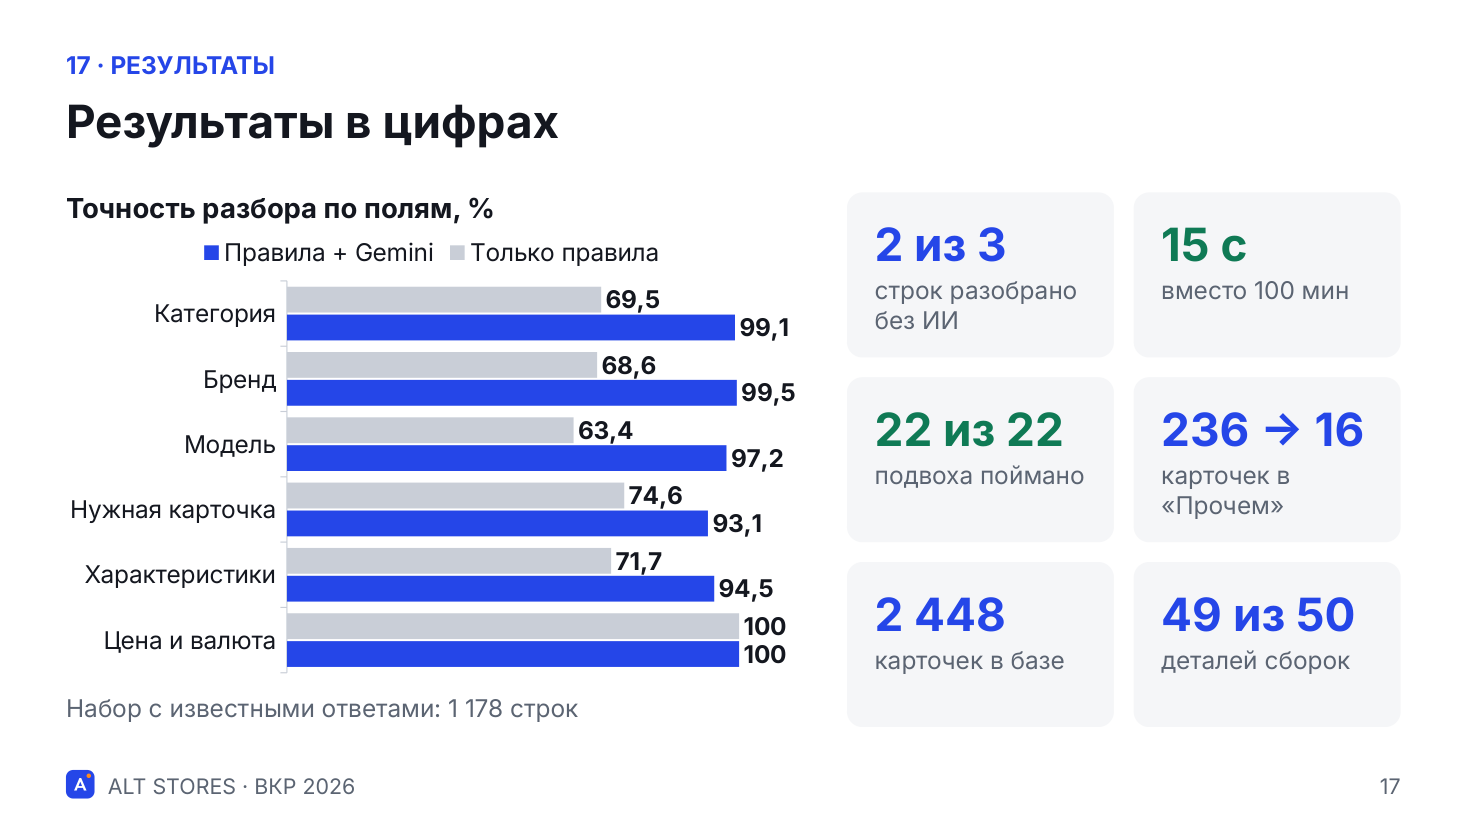 17 · РЕЗУЛЬТАТЫ
Результаты в цифрах
Точность разбора по полям, %
Правила + Gemini
Только правила
Категория
69,5
99,1
Бренд
68,6
99,5
Модель
63,4
97,2
Нужная карточка
74,6
93,1
Характеристики
71,7
94,5
Цена и валюта
100
100
Набор с известными ответами: 1 178 строк
2 из 3
строк разобрано
без ИИ
15 с
вместо 100 мин
22 из 22
подвоха поймано
236 → 16
карточек в
«Прочем»
2 448
карточек в базе
49 из 50
деталей сборок
A
ALT STORES · ВКР 2026
17